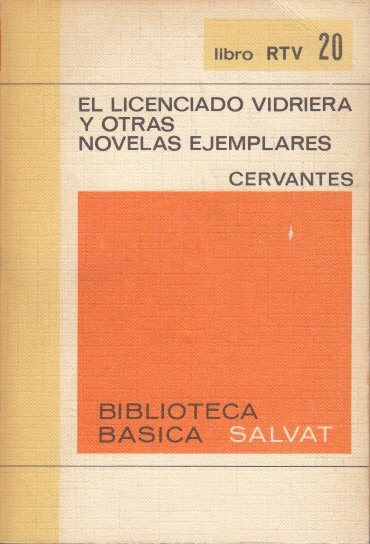 libro RTV 20
EL LICENCIADO VIDRIERA
Y OTRAS
NOVELAS EJEMPLARES
CERVANTES
BIBLIOTECA
BASICA SALVAT